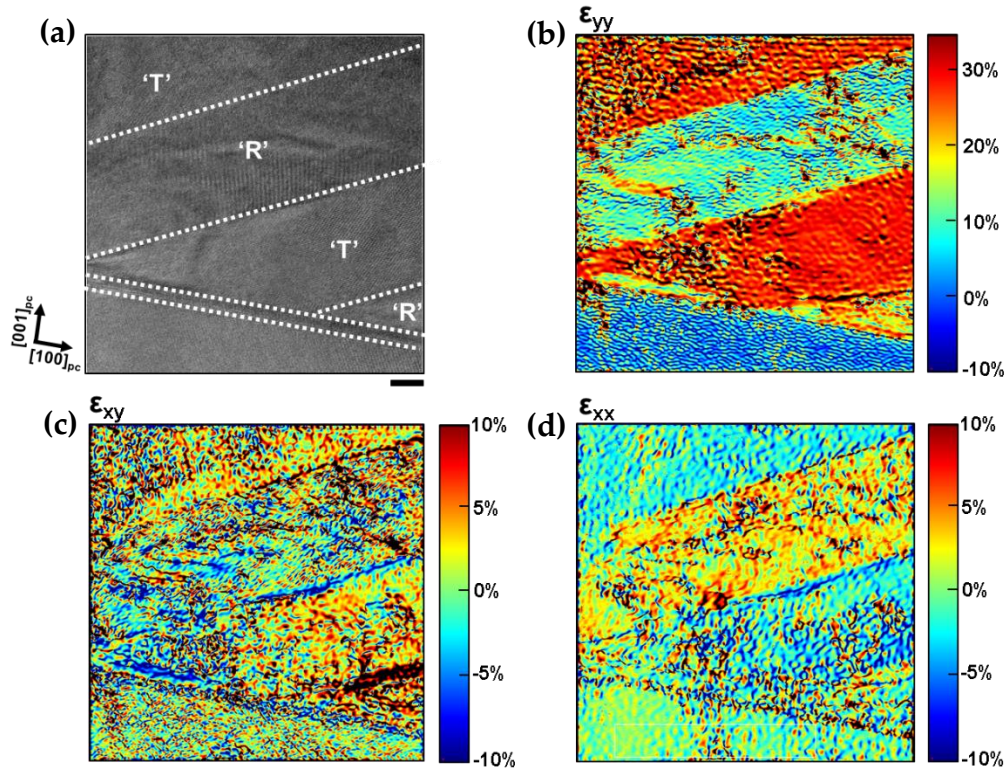 (a)
'T'
'R'
'T'
'R'
[001]pc
[100]pc
(b)
εyy
30%
20%
10%
0%
-10%
(c)
εxy
10%
5%
0%
-5%
-10%
(d)
εxx
10%
5%
0%
-5%
-10%